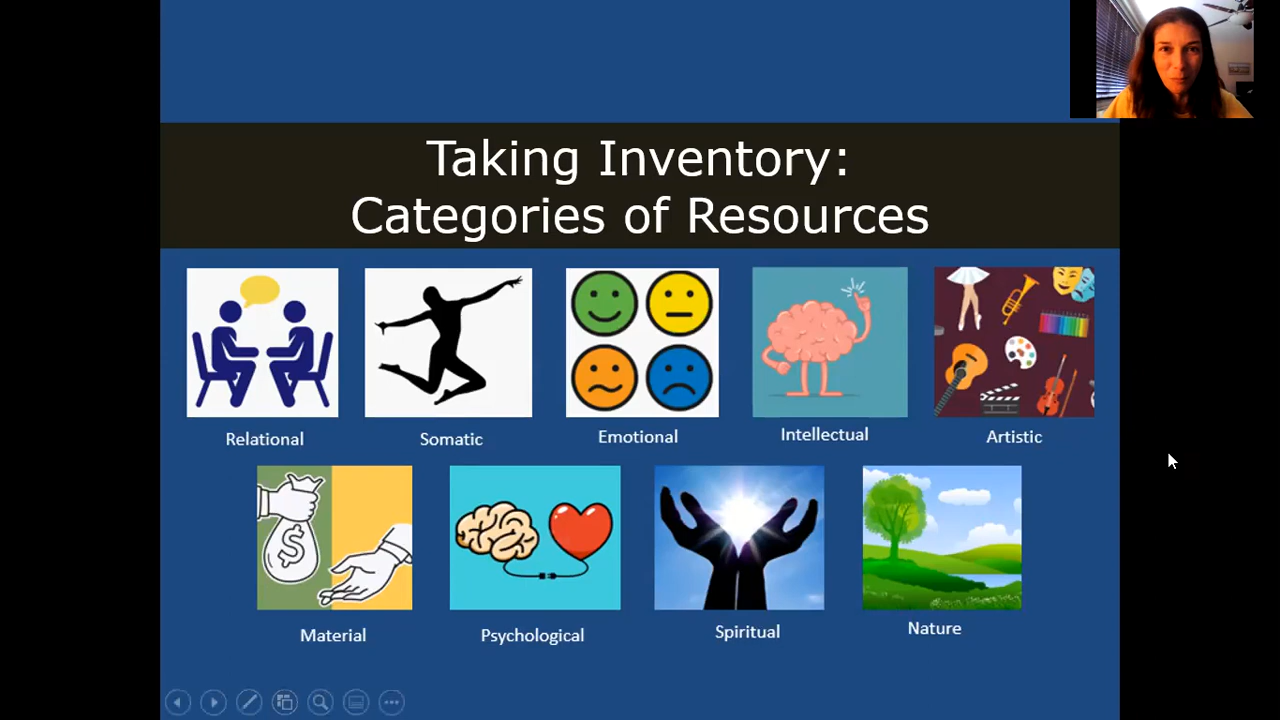 Taking Inventory:
Categories of Resources
Relational
Somatic
Emotional
Intellectual
Artistic
$
Material
Psychological
Spiritual
Nature